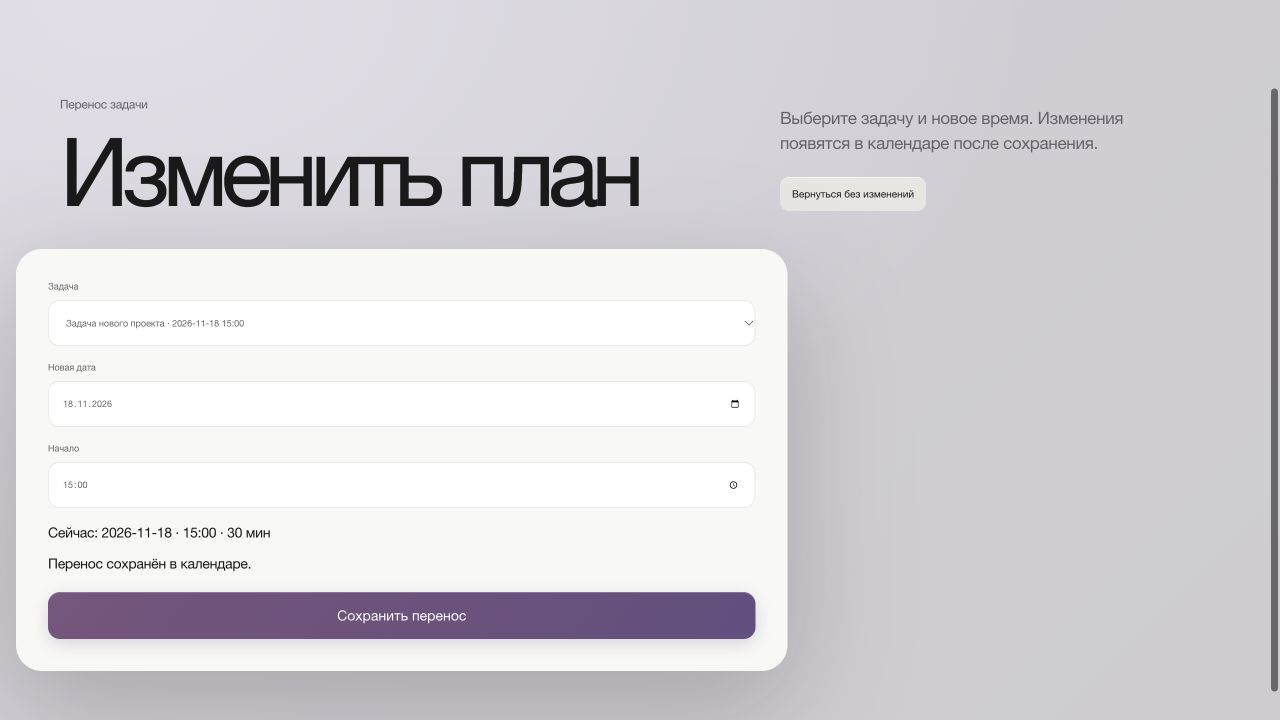 Перенос задачи
Изменить план
Выберите задачу и новое время. Изменения
появятся в календаре после сохранения.
Вернуться без изменений
Задача
Задача нового проекта · 2026-11-18 15:00
Новая дата
18.11.2026
Начало
15:00
Сейчас: 2026-11-18 · 15:00 · 30 мин
Перенос сохранён в календаре.
Сохранить перенос